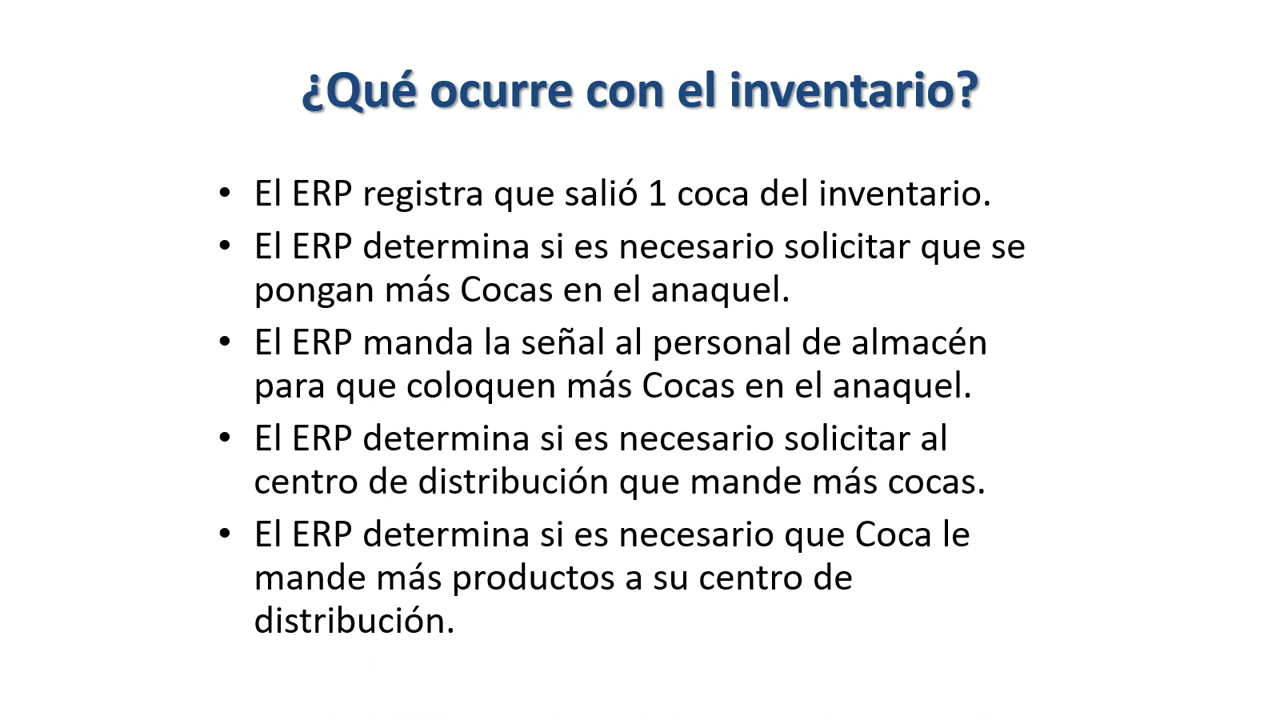 ¿Qué ocurre con el inventario?
• El ERP registra que salió 1 coca del inventario.
• El ERP determina si es necesario solicitar que se
pongan más Cocas en el anaquel.
• El ERP manda la señal al personal de almacén
para que coloquen más Cocas en el anaquel.
• El ERP determina si es necesario solicitar al
centro de distribución que mande más cocas.
• El ERP determina si es necesario que Coca le
mande más productos a su centro de
distribución.